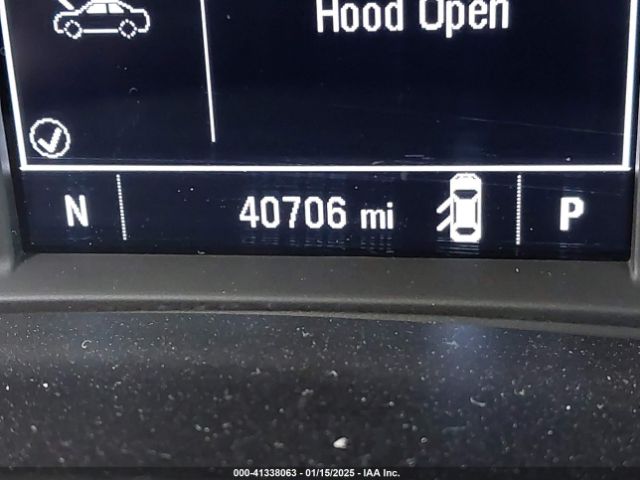 Hood Open
N 40706 mi P
000-41338063 - 01/15/2025 - IAA Inc.